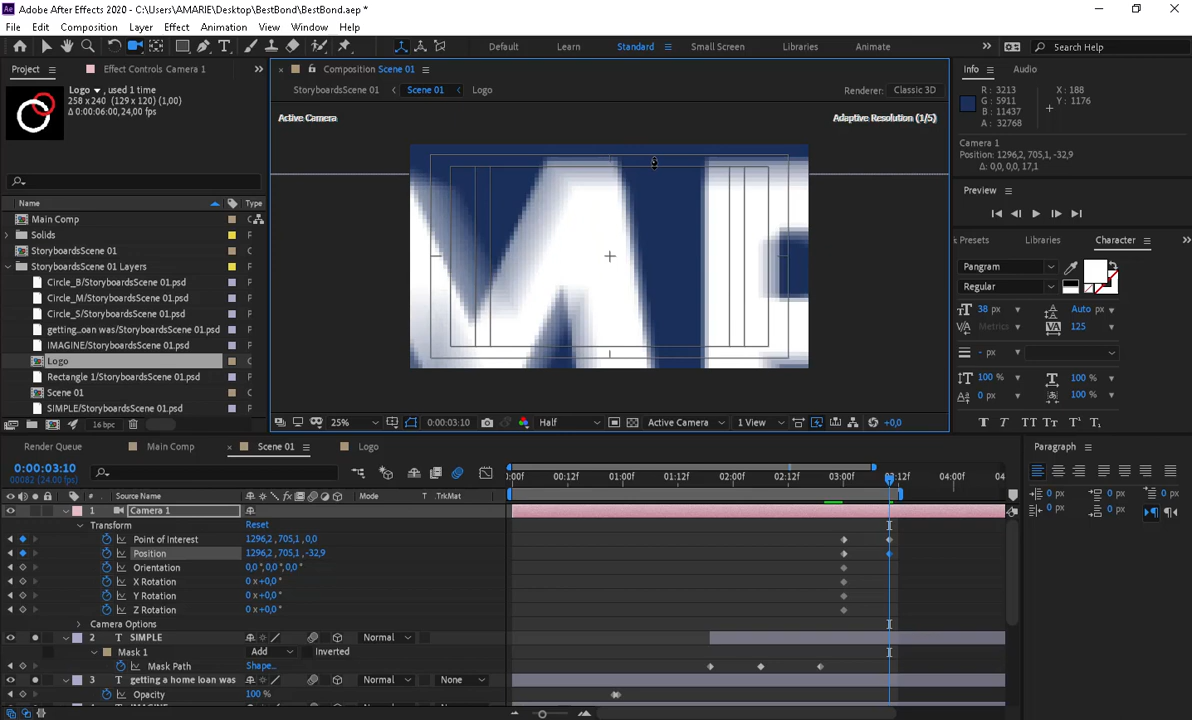 Adobe After Effects 2020 - C:\Users\AMARIE\Desktop\BestBond\BestBond.aep *
File Edit Composition Layer Effect Animation View Window Help
Default Learn Standard Small Screen Libraries Animate Search Help
Project Effect Controls Camera 1
Logo , used 1 time
258 x 240 (129 x 120) (1,00)
Δ 0:00:06:00, 24,00 fps
Name Type
Main Comp
Solids
StoryboardsScene 01
StoryboardsScene 01 Layers
Circle_B/StoryboardsScene 01.psd
Circle_M/StoryboardsScene 01.psd
Circle_S/StoryboardsScene 01.psd
getting...oan was/StoryboardsScene 01.psd
IMAGINE/StoryboardsScene 01.psd
Logo
Rectangle 1/StoryboardsScene 01.psd
Scene 01
SIMPLE/StoryboardsScene 01.psd
16 bpc
Composition Scene 01
StoryboardsScene 01 Scene 01 Logo
Renderer: Classic 3D
Active Camera
Adaptive Resolution (1/5)
25% 0:00:03:10 Half Active Camera 1 View +0,0
Info Audio
R : 3213
G : 5911
B : 11437
A : 32768
X : 188
Y : 1176
Camera 1
Position: 1296,2, 705,1, -32,9
Δ: 0,0, 0,0, 17,1
Preview
Presets Libraries Character
Pangram
Regular
38 px Auto
Metrics 125
- px
100 % 100 %
0 px 100 %
T T TT Tt T¹ T₁
Render Queue Main Comp Scene 01 Logo
0:00:03:10
00082 (24.00 fps)
:00f 00:12f 01:00f 01:12f 02:00f 02:12f 03:00f 03:12f 04:00f 04
# Source Name Mode T TrkMat
1 Camera 1
Transform Reset
Point of Interest 1296,2 , 705,1 , 0,0
Position 1296,2 , 705,1 , -32,9
Orientation 0,0 °, 0,0 °, 0,0 °
X Rotation 0 x +0,0 °
Y Rotation 0 x +0,0 °
Z Rotation 0 x +0,0 °
Camera Options
2 T SIMPLE Normal
Mask 1 Add Inverted
Mask Path Shape...
3 T getting a home loan was Normal None
Opacity 100 %
Paragraph
0 px 0 px 0 px
0 px 0 px